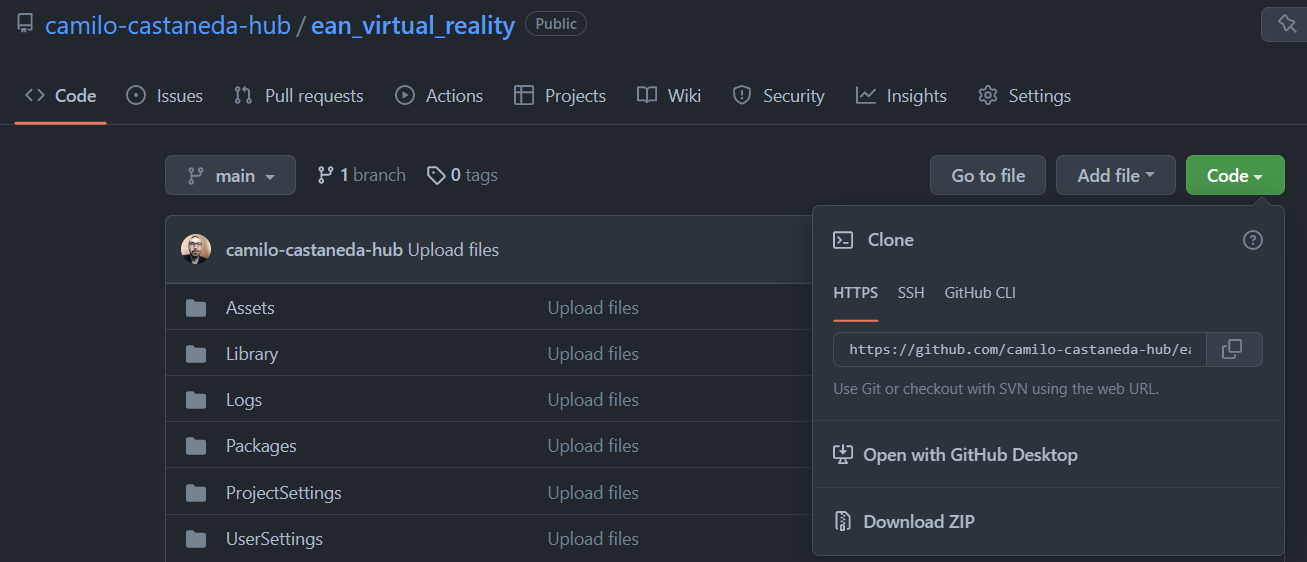 camilo-castaneda-hub / ean_virtual_reality Public
Code Issues Pull requests Actions Projects Wiki Security Insights Settings
main 1 branch 0 tags Go to file Add file Code
camilo-castaneda-hub Upload files
Assets Upload files
Library Upload files
Logs Upload files
Packages Upload files
ProjectSettings Upload files
UserSettings Upload files
Clone
HTTPS SSH GitHub CLI
https://github.com/camilo-castaneda-hub/ea
Use Git or checkout with SVN using the web URL.
Open with GitHub Desktop
Download ZIP